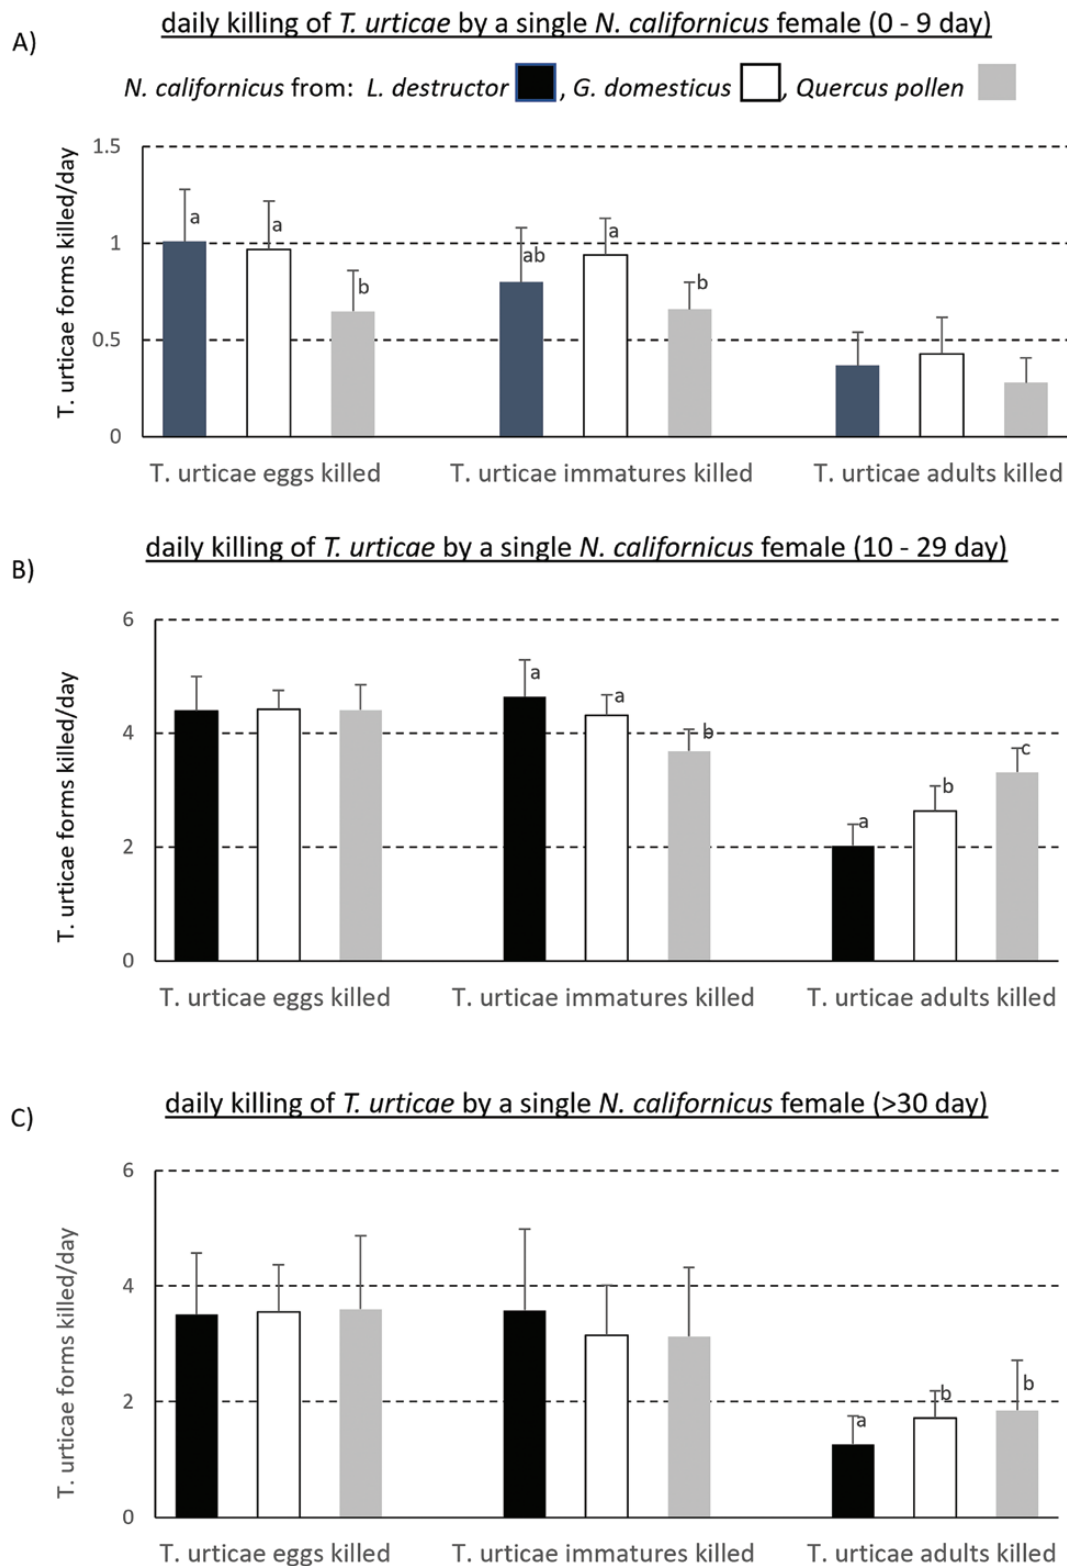 daily killing of T. urticae by a single N. californicus female (0 - 9 day)
A)
N. californicus from: L. destructor , G. domesticus , Quercus pollen
T. urticae forms killed/day
1.5
1
0.5
0
a
a
b
ab
a
b
T. urticae eggs killed
T. urticae immatures killed
T. urticae adults killed
daily killing of T. urticae by a single N. californicus female (10 - 29 day)
B)
T. urticae forms killed/day
6
4
2
0
a
a
b
a
b
c
T. urticae eggs killed
T. urticae immatures killed
T. urticae adults killed
daily killing of T. urticae by a single N. californicus female (>30 day)
C)
T. urticae forms killed/day
6
4
2
0
a
b
b
T. urticae eggs killed
T. urticae immatures killed
T. urticae adults killed